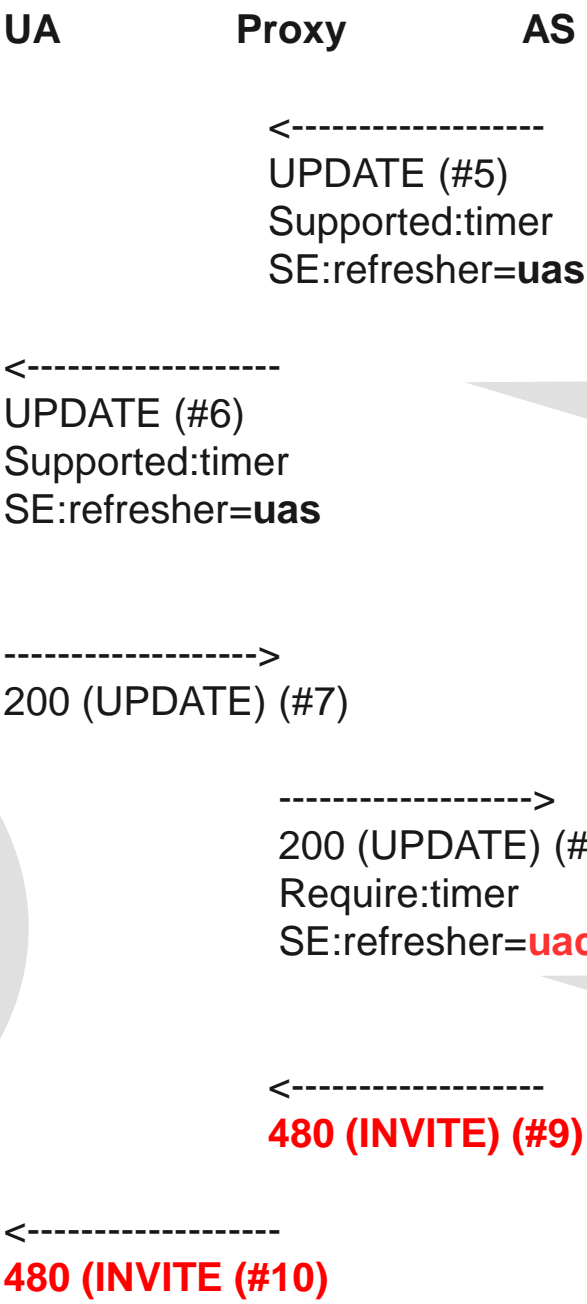 UA Proxy AS
<-------------------
UPDATE (#5)
Supported:timer
SE:refresher=uas
<-------------------
UPDATE (#6)
Supported:timer
SE:refresher=uas
------------------->
200 (UPDATE) (#7)
------------------->
200 (UPDATE) (#
Require:timer
SE:refresher=uac
<-------------------
480 (INVITE) (#9)
<-------------------
480 (INVITE (#10)